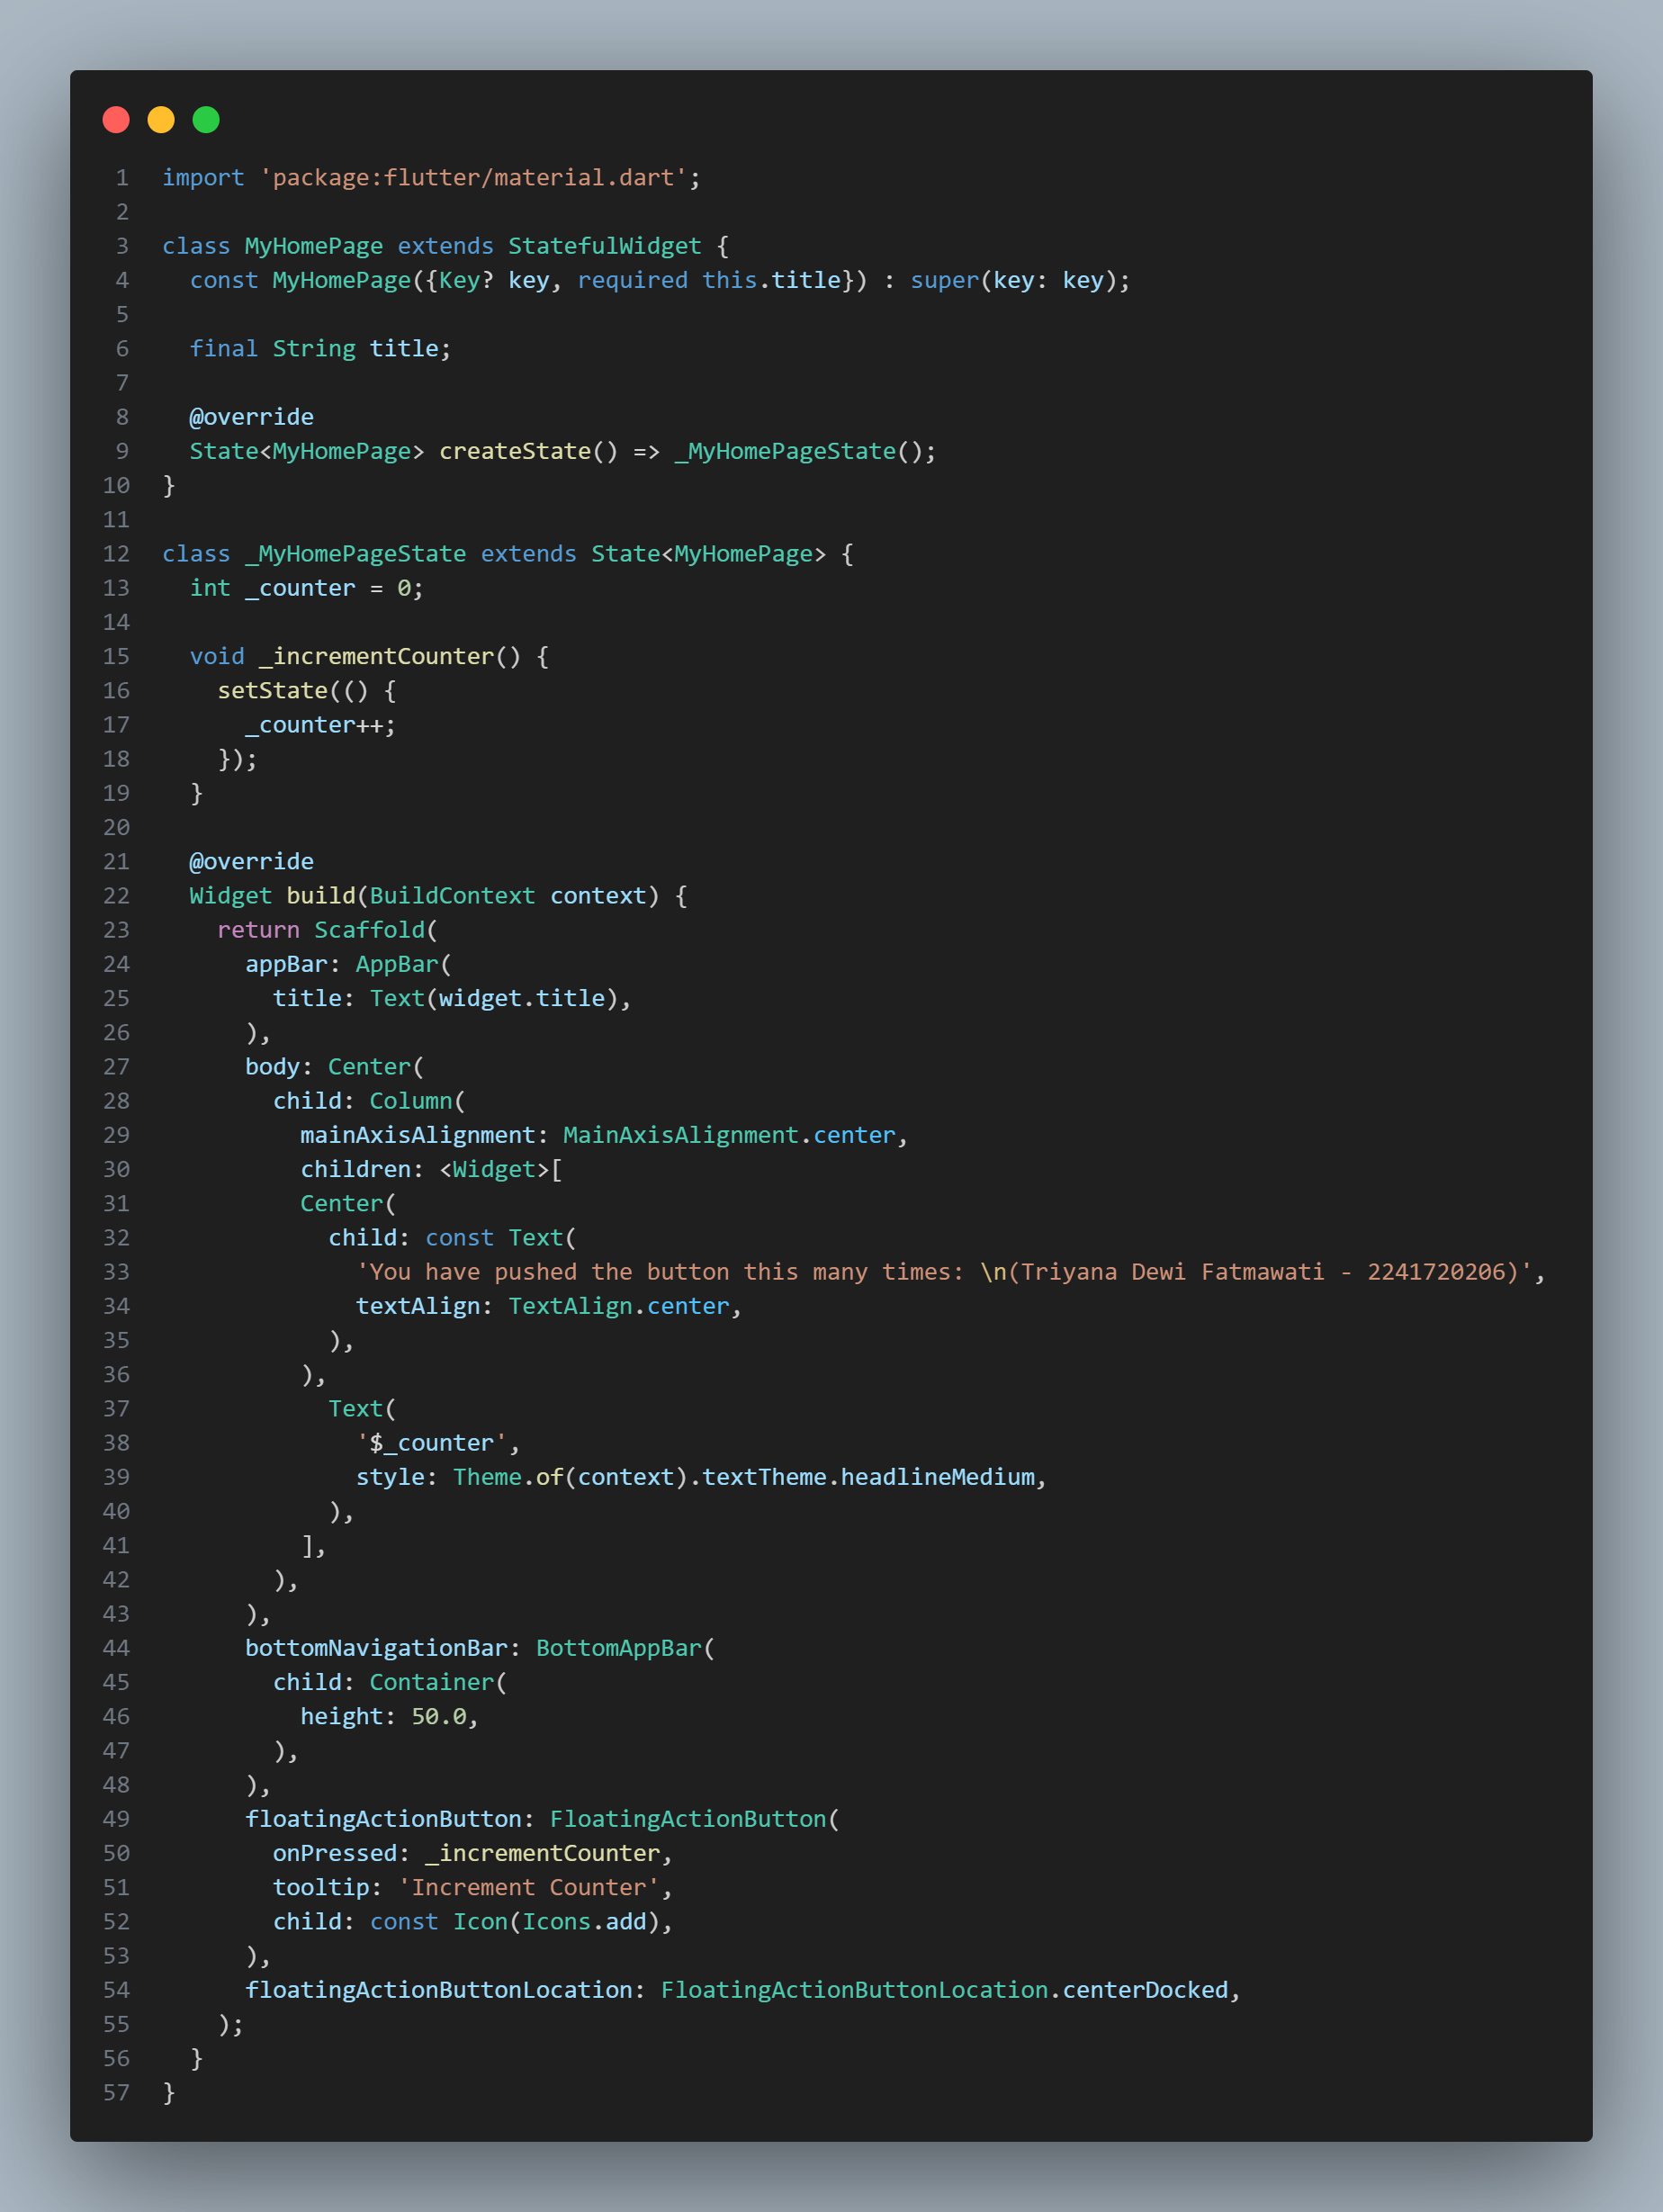 1 import 'package:flutter/material.dart';
2
3 class MyHomePage extends StatefulWidget {
4   const MyHomePage({Key? key, required this.title}) : super(key: key);
5
6   final String title;
7
8   @override
9   State<MyHomePage> createState() => _MyHomePageState();
10 }
11
12 class _MyHomePageState extends State<MyHomePage> {
13   int _counter = 0;
14
15   void _incrementCounter() {
16     setState(() {
17       _counter++;
18     });
19   }
20
21   @override
22   Widget build(BuildContext context) {
23     return Scaffold(
24       appBar: AppBar(
25         title: Text(widget.title),
26       ),
27       body: Center(
28         child: Column(
29           mainAxisAlignment: MainAxisAlignment.center,
30           children: <Widget>[
31           Center(
32             child: const Text(
33               'You have pushed the button this many times: \n(Triyana Dewi Fatmawati - 2241720206)',
34               textAlign: TextAlign.center,
35             ),
36           ),
37             Text(
38               '$_counter',
39               style: Theme.of(context).textTheme.headlineMedium,
40             ),
41           ],
42         ),
43       ),
44       bottomNavigationBar: BottomAppBar(
45         child: Container(
46           height: 50.0,
47         ),
48       ),
49       floatingActionButton: FloatingActionButton(
50         onPressed: _incrementCounter,
51         tooltip: 'Increment Counter',
52         child: const Icon(Icons.add),
53       ),
54       floatingActionButtonLocation: FloatingActionButtonLocation.centerDocked,
55     );
56   }
57 }